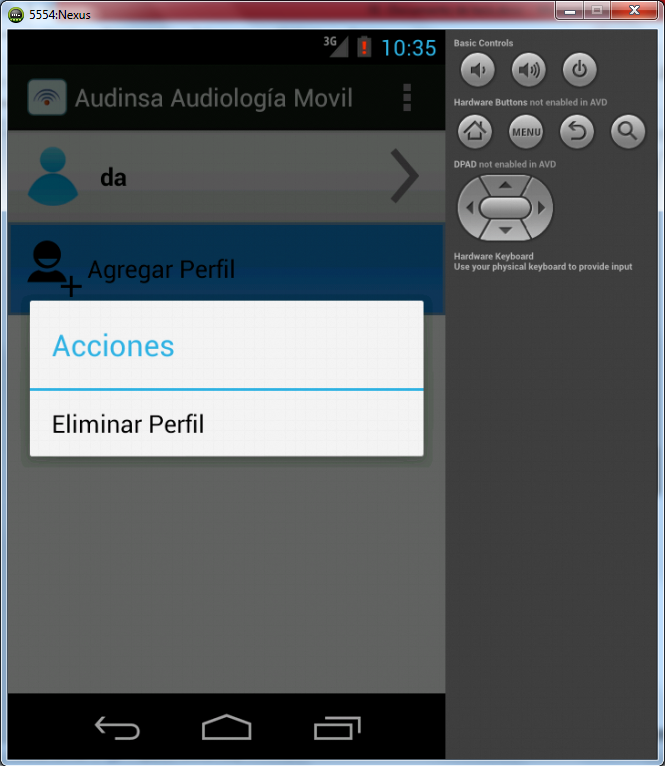 5554:Nexus
3G
10:35
Audinsa Audiología Movil
da
Agregar Perfil
Acciones
Eliminar Perfil
Basic Controls
Hardware Buttons not enabled in AVD
MENU
DPAD not enabled in AVD
Hardware Keyboard
Use your physical keyboard to provide input